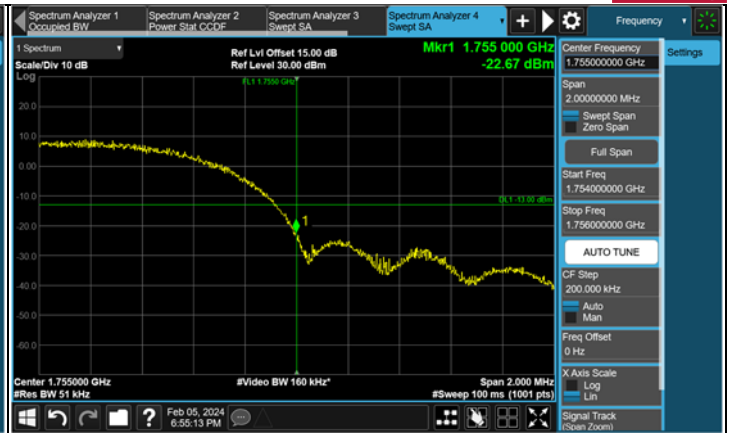 Spectrum Analyzer 1
Occupied BW
Spectrum Analyzer 2
Power Stat CCDF
Spectrum Analyzer 3
Swept SA
Spectrum Analyzer 4
Swept SA
Frequency
1 Spectrum
Scale/Div 10 dB
Log
Ref Lvl Offset 15.00 dB
Ref Level 30.00 dBm
Mkr1 1.755 000 GHz
-22.67 dBm
FL1 1.7550 GHz
20.0
10.0
0.00
-10.0
-20.0
-30.0
-40.0
-50.0
-60.0
DL1 -13.00 dBm
1
Center 1.755000 GHz
#Res BW 51 kHz
#Video BW 160 kHz*
Span 2.000 MHz
#Sweep 100 ms (1001 pts)
Feb 05, 2024
6:55:13 PM
Center Frequency
1.755000000 GHz
Span
2.00000000 MHz
Swept Span
Zero Span
Full Span
Start Freq
1.754000000 GHz
Stop Freq
1.756000000 GHz
AUTO TUNE
CF Step
200.000 kHz
Auto
Man
Freq Offset
0 Hz
X Axis Scale
Log
Lin
Signal Track
(Span Zoom)
Settings